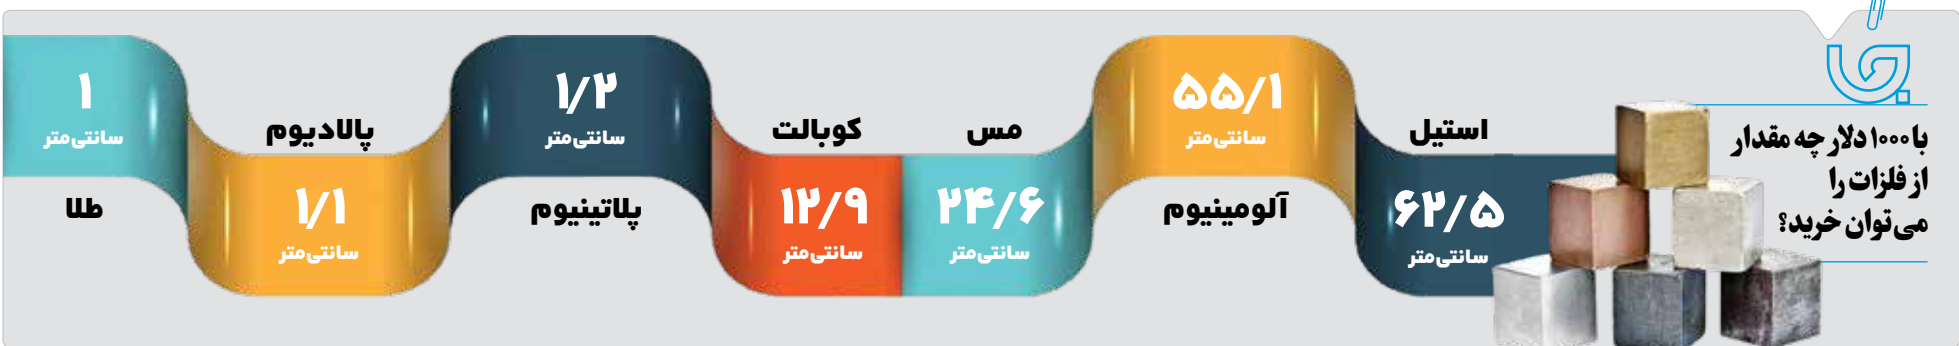 با ۱۰۰۰ دلار چه مقدار
از فلزات را
می‌توان خرید؟
استیل
۶۲/۵
سانتی‌متر
۵۵/۱
سانتی‌متر
آلومینیوم
مس
۲۴/۶
سانتی‌متر
کوبالت
۱۲/۹
سانتی‌متر
۱/۲
سانتی‌متر
پلاتینیوم
پالادیوم
۱/۱
سانتی‌متر
۱
سانتی‌متر
طلا